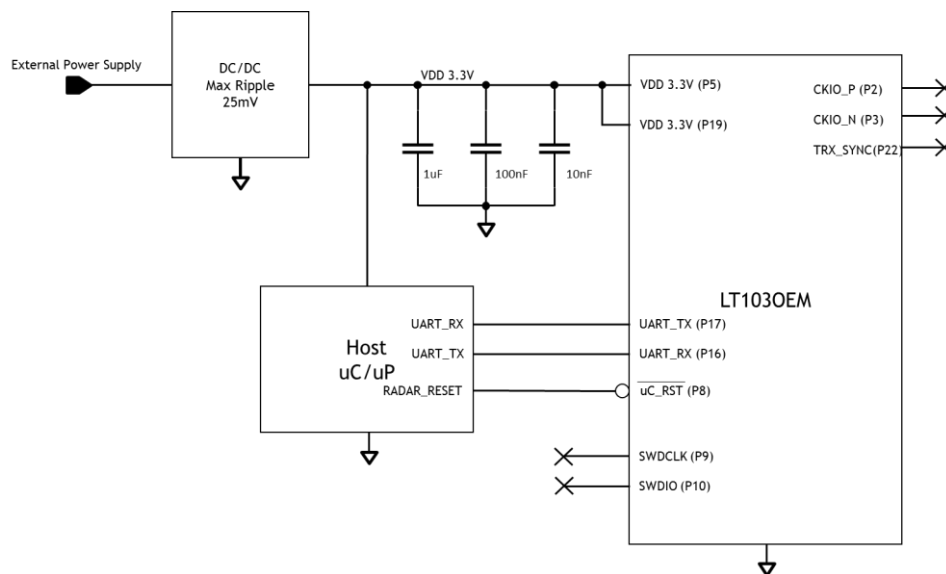 External Power Supply
DC/DC
Max Ripple
25mV
VDD 3.3V
1uF
100nF
10nF
VDD 3.3V (P5)
VDD 3.3V (P19)
CKIO_P (P2)
CKIO_N (P3)
TRX_SYNC(P22)
LT103OEM
Host
uC/uP
UART_RX
UART_TX
RADAR_RESET
UART_TX (P17)
UART_RX (P16)
uC_RST (P8)
SWDCLK (P9)
SWDIO (P10)